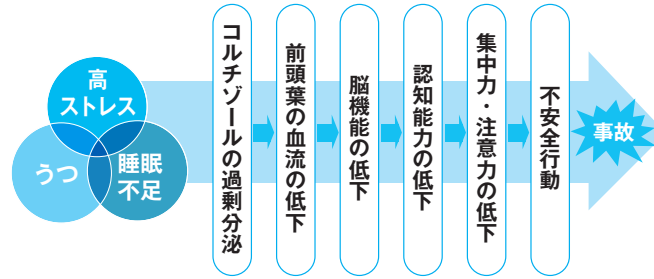 高
ストレス
うつ
睡眠
不足
コルチゾールの過剰分泌
前頭葉の血流の低下
脳機能の低下
認知能力の低下
集中力・注意力の低下
不安全行動
事故